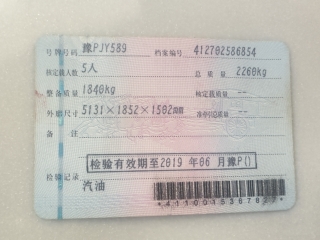 号牌号码 豫PJY589 档案编号 412702586854
核定载人数 5人 总质量 2260kg
整备质量 1840kg 核定载质量 --
外廓尺寸 5131×1852×1502mm 准牵引总质量 --
备注
检验有效期至2019年06月豫P()
检验记录
汽油